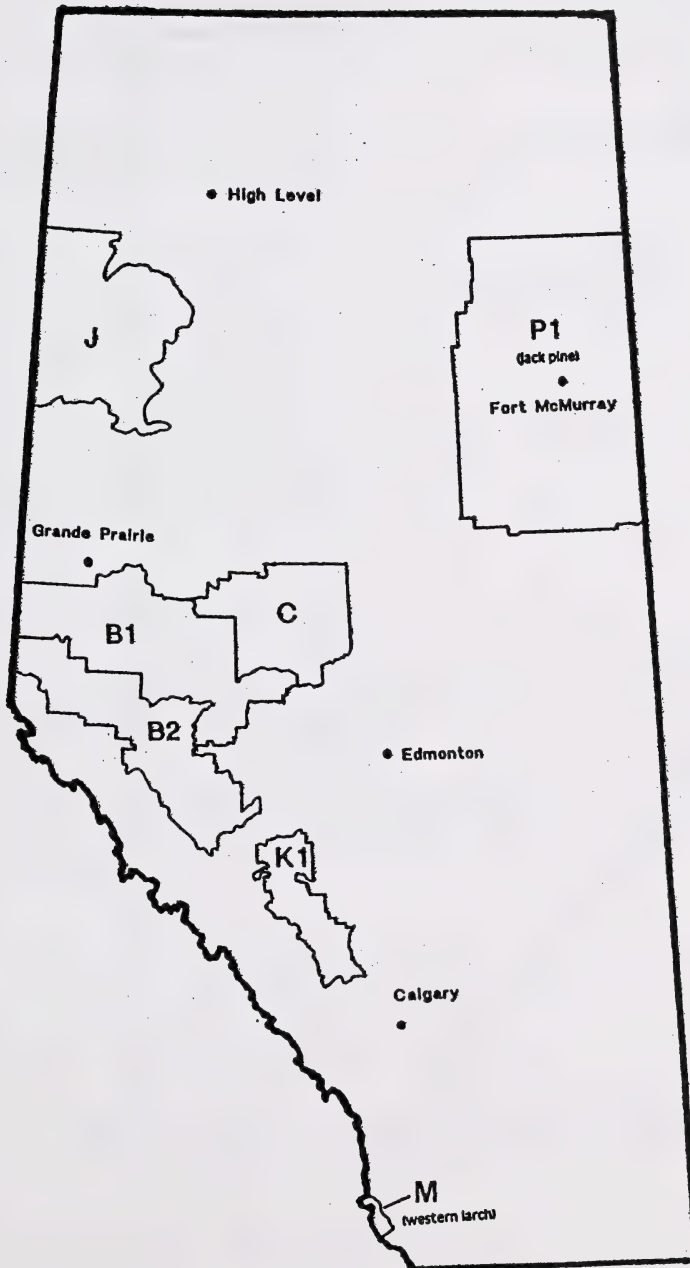 High Level
J
P1
(jack pine)
Fort McMurray
Grande Prairie
C
B1
B2
Edmonton
K1
Calgary
M
(western larch)